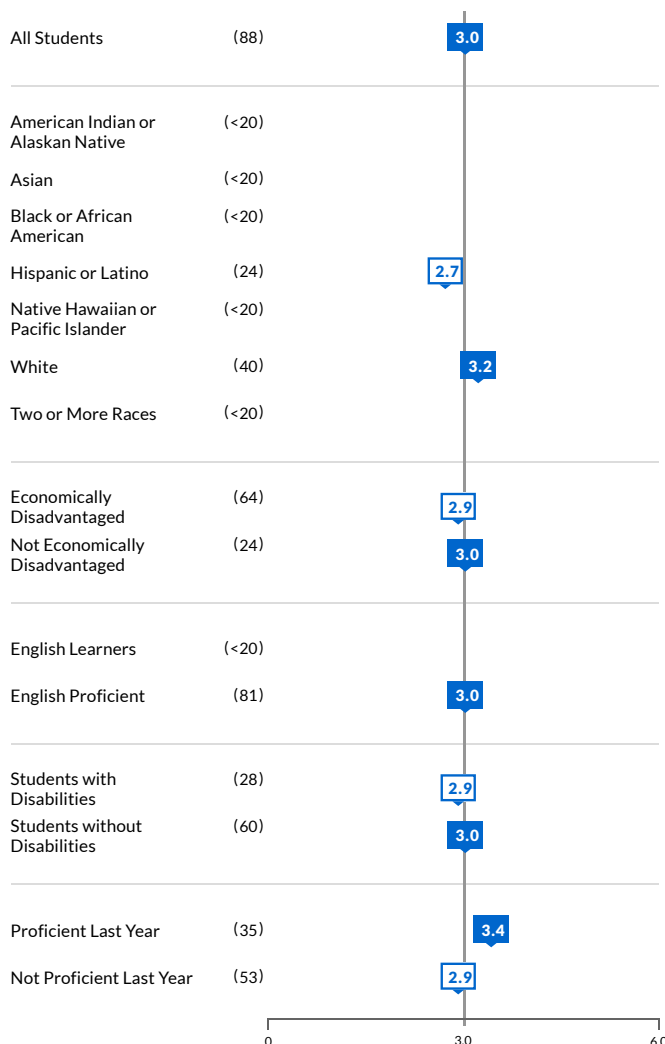 All Students (88) 3.0
American Indian or (<20)
Alaskan Native
Asian (<20)
Black or African (<20)
American
Hispanic or Latino (24) 2.7
Native Hawaiian or (<20)
Pacific Islander
White (40) 3.2
Two or More Races (<20)
Economically (64) 2.9
Disadvantaged
Not Economically (24) 3.0
Disadvantaged
English Learners (<20)
English Proficient (81) 3.0
Students with (28) 2.9
Disabilities
Students without (60) 3.0
Disabilities
Proficient Last Year (35) 3.4
Not Proficient Last Year (53) 2.9
0 3.0 6.0